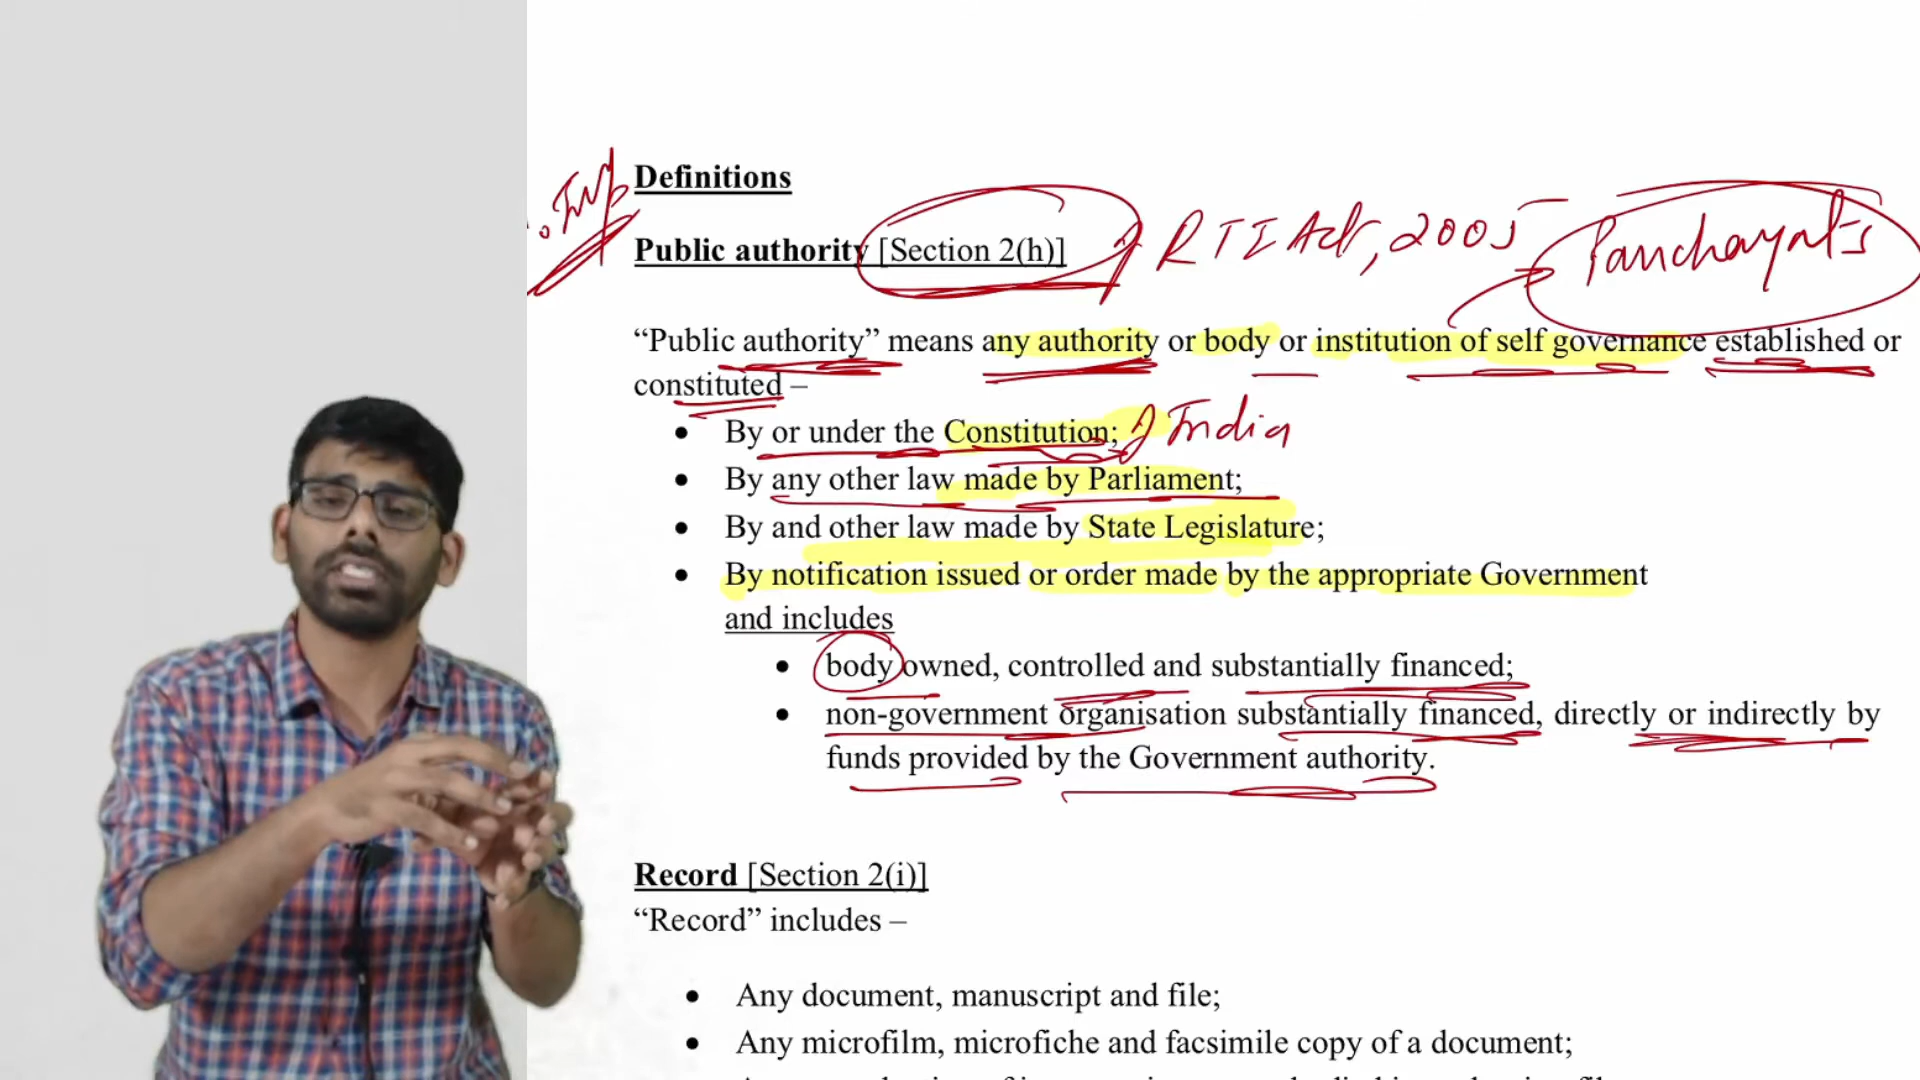 Definitions
. Imp
Public authority [Section 2(h)] RTI Act, 2005 Panchayats
“Public authority” means any authority or body or institution of self governance established or
constituted –
• By or under the Constitution; of India
• By any other law made by Parliament;
• By and other law made by State Legislature;
• By notification issued or order made by the appropriate Government
and includes
• body owned, controlled and substantially financed;
• non-government organisation substantially financed, directly or indirectly by
funds provided by the Government authority.
Record [Section 2(i)]
“Record” includes –
• Any document, manuscript and file;
• Any microfilm, microfiche and facsimile copy of a document;